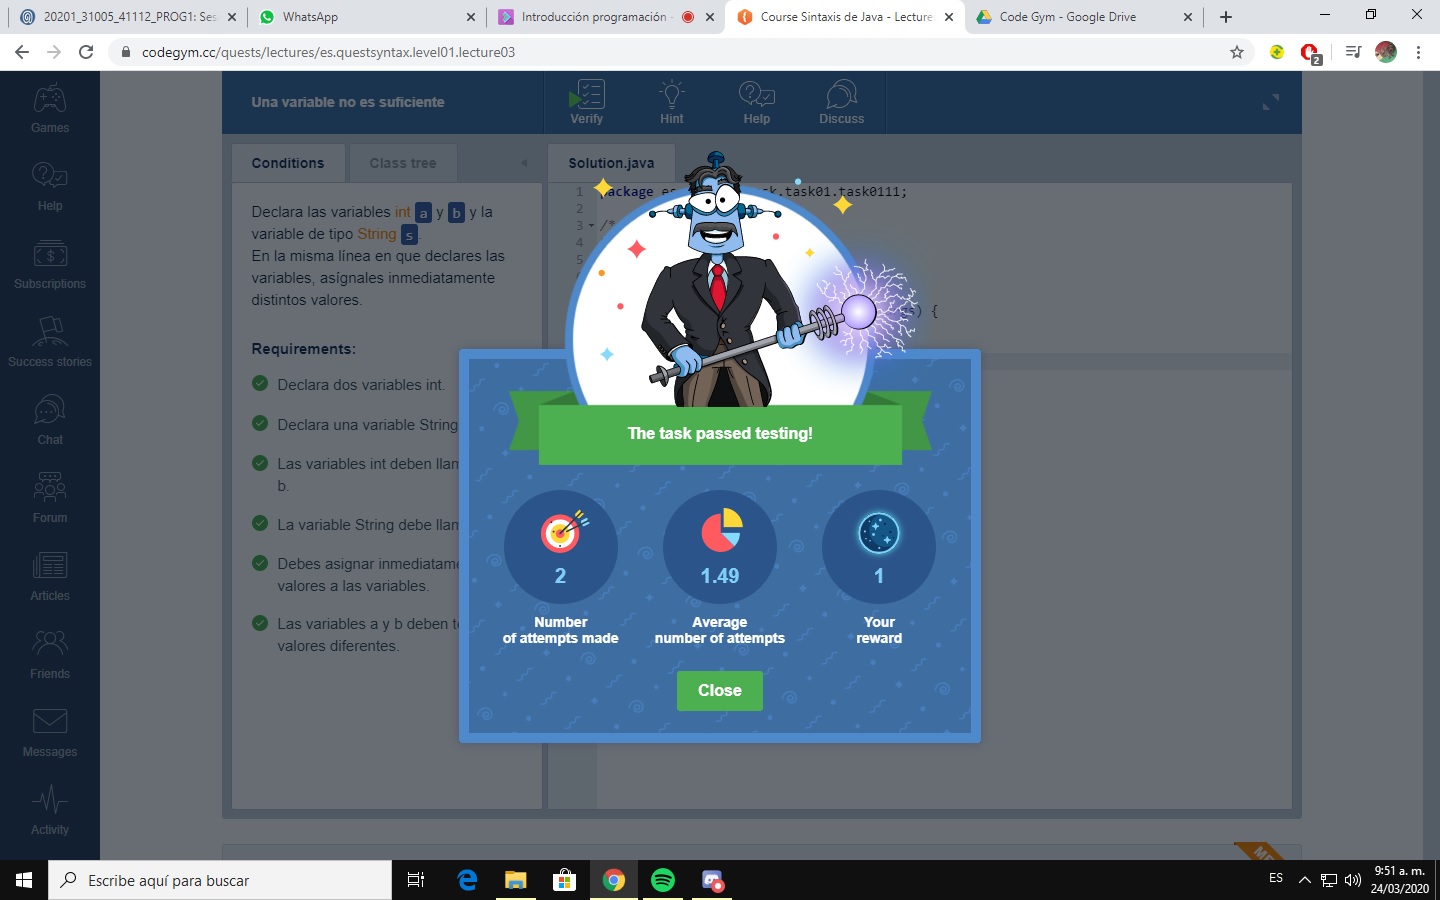 20201_31005_41112_PROG1: Ses
WhatsApp
Introducción programación -
Course Sintaxis de Java - Lecture
Code Gym - Google Drive
codegym.cc/quests/lectures/es.questsyntax.level01.lecture03
2
Games
Help
Subscriptions
Success stories
Chat
Forum
Articles
Friends
Messages
Activity
Una variable no es suficiente
Verify
Hint
Help
Discuss
Conditions
Class tree
Declara las variables int a y b y la
variable de tipo String s.
En la misma línea en que declares las
variables, asígnales inmediatamente
distintos valores.
Requirements:
Declara dos variables int.
Declara una variable String
Las variables int deben llam
b.
La variable String debe llam
Debes asignar inmediatame
valores a las variables.
Las variables a y b deben t
valores diferentes.
Solution.java
1 package es k.task01.task0111;
2
3 /*
4
5
) {
The task passed testing!
2
Number
of attempts made
1.49
Average
number of attempts
1
Your
reward
Close
Escribe aquí para buscar
ES
9:51 a. m.
24/03/2020